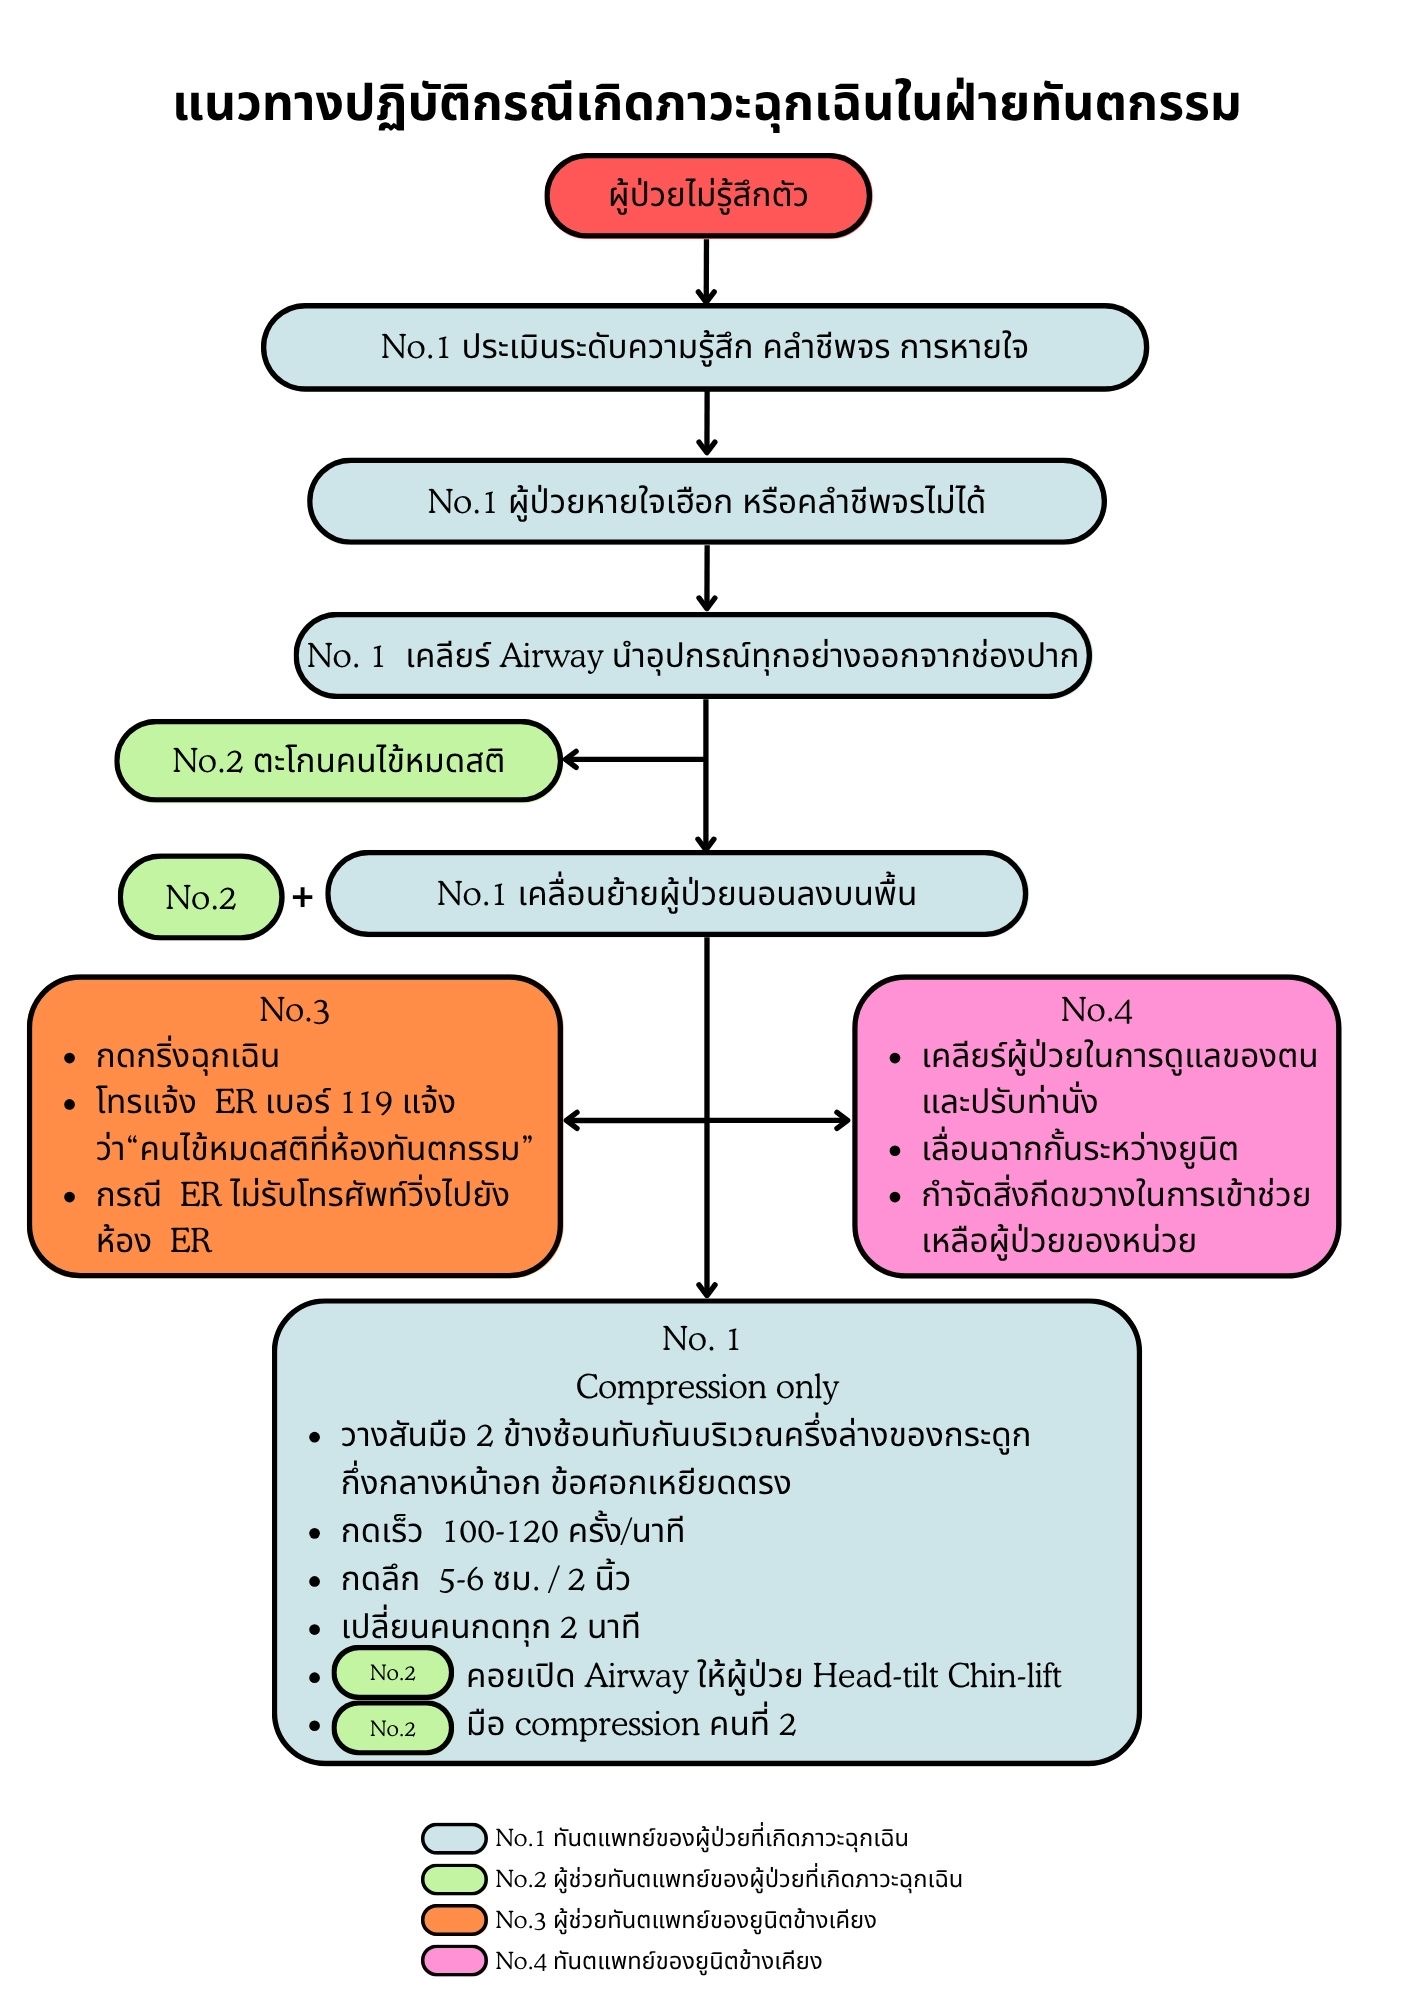 แนวทางปฏิบัติกรณีเกิดภาวะฉุกเฉินในฝ่ายทันตกรรม
ผู้ป่วยไม่รู้สึกตัว
No.1 ประเมินระดับความรู้สึก คลำชีพจร การหายใจ
No.1 ผู้ป่วยหายใจเฮือก หรือคลำชีพจรไม่ได้
No. 1 เคลียร์ Airway นำอุปกรณ์ทุกอย่างออกจากช่องปาก
No.2 ตะโกนคนไข้หมดสติ
No.2 + No.1 เคลื่อนย้ายผู้ป่วยนอนลงบนพื้น
No.3
• กดกริ่งฉุกเฉิน
• โทรแจ้ง ER เบอร์ 119 แจ้ง
ว่า“คนไข้หมดสติที่ห้องทันตกรรม”
• กรณี ER ไม่รับโทรศัพท์วิ่งไปยัง
ห้อง ER
No.4
• เคลียร์ผู้ป่วยในการดูแลของตน
และปรับท่านั่ง
• เลื่อนฉากกั้นระหว่างยูนิต
• กำจัดสิ่งกีดขวางในการเข้าช่วย
เหลือผู้ป่วยของหน่วย
No. 1
Compression only
• วางสันมือ 2 ข้างซ้อนทับกันบริเวณครึ่งล่างของกระดูก
กึ่งกลางหน้าอก ข้อศอกเหยียดตรง
• กดเร็ว 100-120 ครั้ง/นาที
• กดลึก 5-6 ซม. / 2 นิ้ว
• เปลี่ยนคนกดทุก 2 นาที
• No.2 คอยเปิด Airway ให้ผู้ป่วย Head-tilt Chin-lift
• No.2 มือ compression คนที่ 2
No.1 ทันตแพทย์ของผู้ป่วยที่เกิดภาวะฉุกเฉิน
No.2 ผู้ช่วยทันตแพทย์ของผู้ป่วยที่เกิดภาวะฉุกเฉิน
No.3 ผู้ช่วยทันตแพทย์ของยูนิตข้างเคียง
No.4 ทันตแพทย์ของยูนิตข้างเคียง